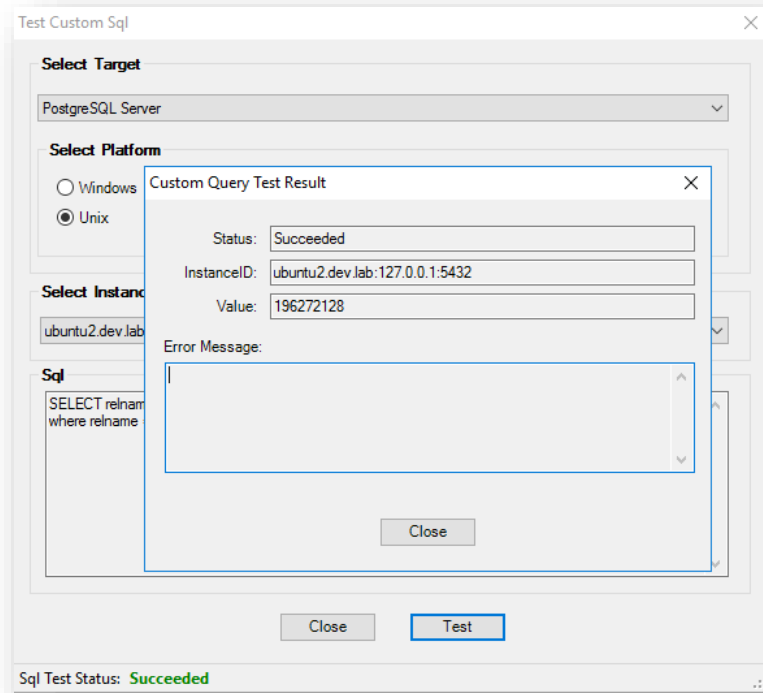 Test Custom Sql
Select Target
PostgreSQL Server
Select Platform
Windows
Unix
Custom Query Test Result
Status: Succeeded
InstanceID: ubuntu2.dev.lab:127.0.0.1:5432
Value: 196272128
Error Message:
Close
Select Instanc
ubuntu2.dev.lab
Sql
SELECT relnam
where relname
Close Test
Sql Test Status: Succeeded